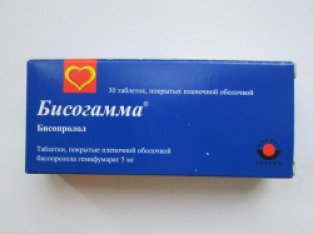 30 таблеток, покрытых пленочной оболочкой
Бисогамма®
Бисопролол
Таблетки, покрытые пленочной оболочкой
бисопролола гемифумарат 5 мг